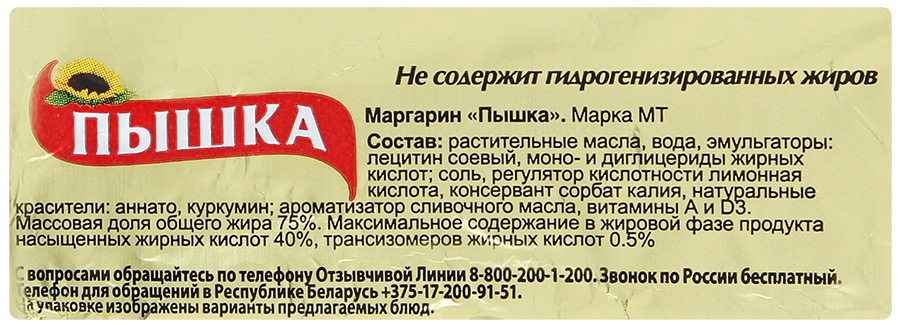 Не содержит гидрогенизированных жиров
ПЫШКА
Маргарин «Пышка». Марка МТ
Состав: растительные масла, вода, эмульгаторы:
лецитин соевый, моно- и диглицериды жирных
кислот; соль, регулятор кислотности лимонная
кислота, консервант сорбат калия, натуральные
красители: аннато, куркумин; ароматизатор сливочного масла, витамины А и D3.
Массовая доля общего жира 75%. Максимальное содержание в жировой фазе продукта
насыщенных жирных кислот 40%, трансизомеров жирных кислот 0.5%
С вопросами обращайтесь по телефону Отзывчивой Линии 8-800-200-1-200. Звонок по России бесплатный.
Телефон для обращений в Республике Беларусь +375-17-200-91-51.
На упаковке изображены варианты предлагаемых блюд.